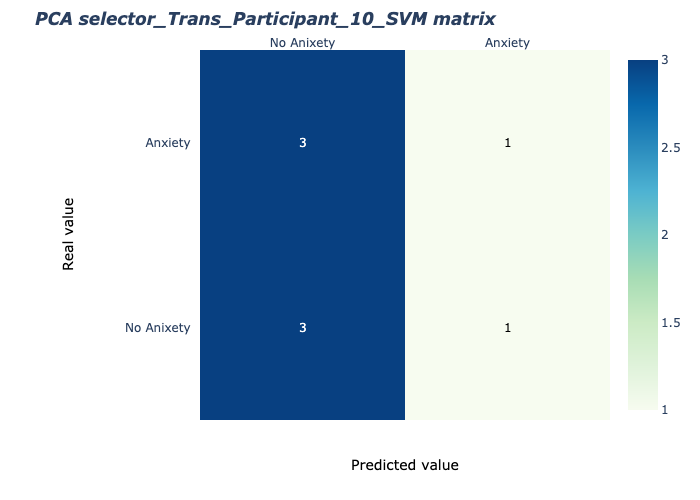 PCA selector_Trans_Participant_10_SVM matrix
No Anixety Anxiety
3
Anxiety 3 1
2.5
Real value
2
No Anixety 3 1
1.5
1
Predicted value